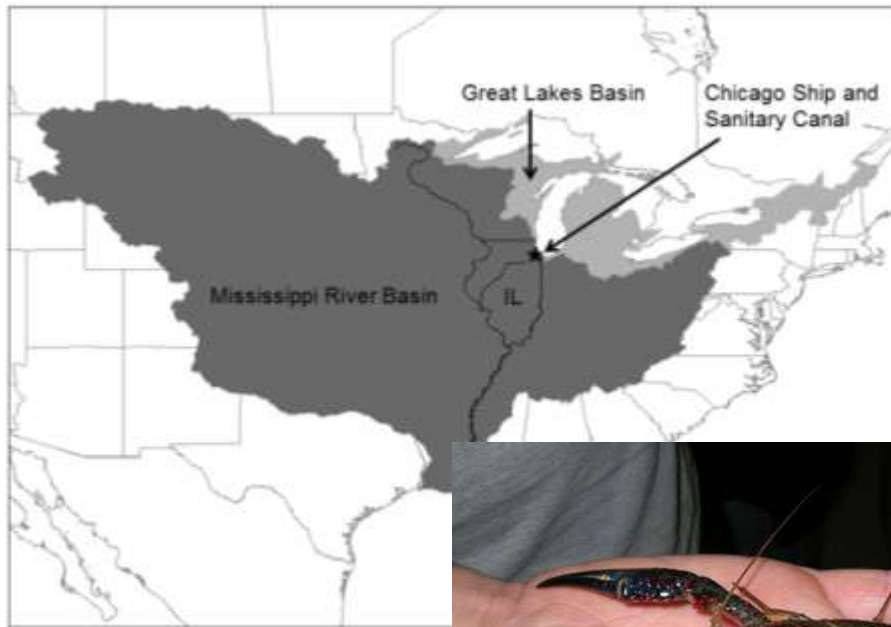 Great Lakes Basin
Chicago Ship and
Sanitary Canal
Mississippi River Basin
IL